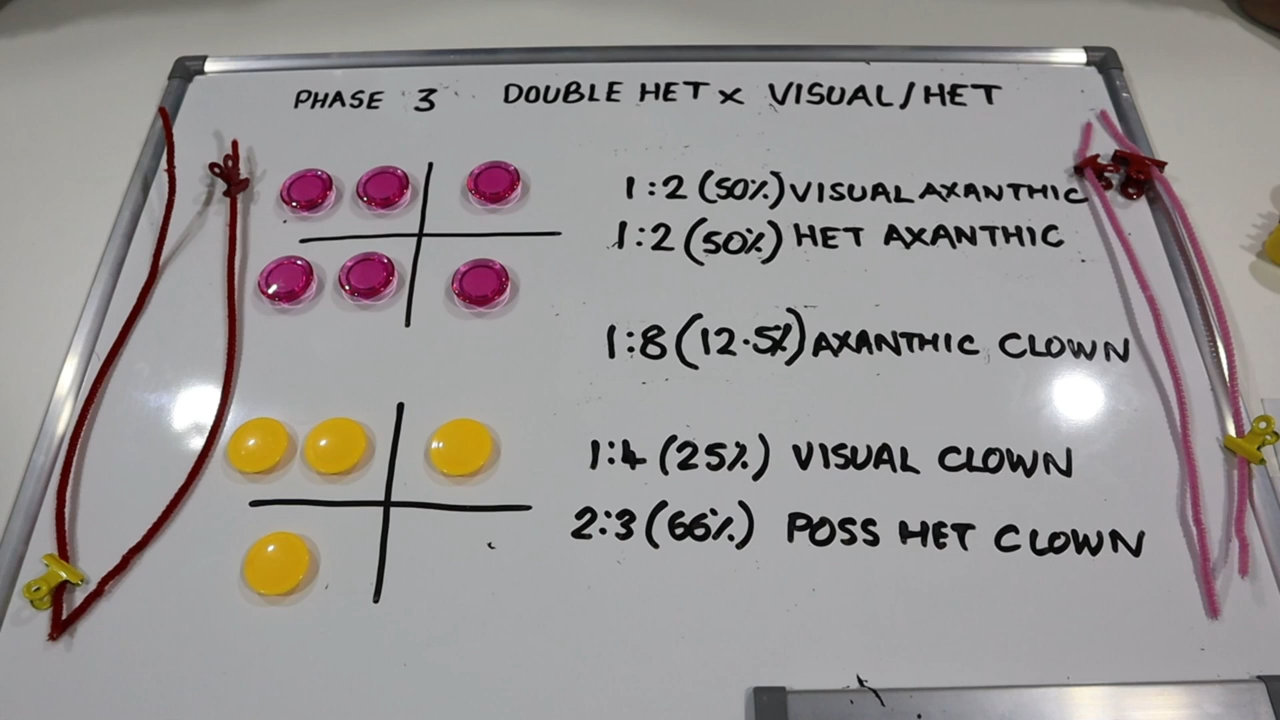 PHASE 3 DOUBLE HET x VISUAL/HET
1:2 (50%) VISUAL AXANTHIC
1:2 (50%) HET AXANTHIC
1:8 (12.5%) AXANTHIC CLOWN
1:4 (25%) VISUAL CLOWN
2:3 (66%) POSS HET CLOWN